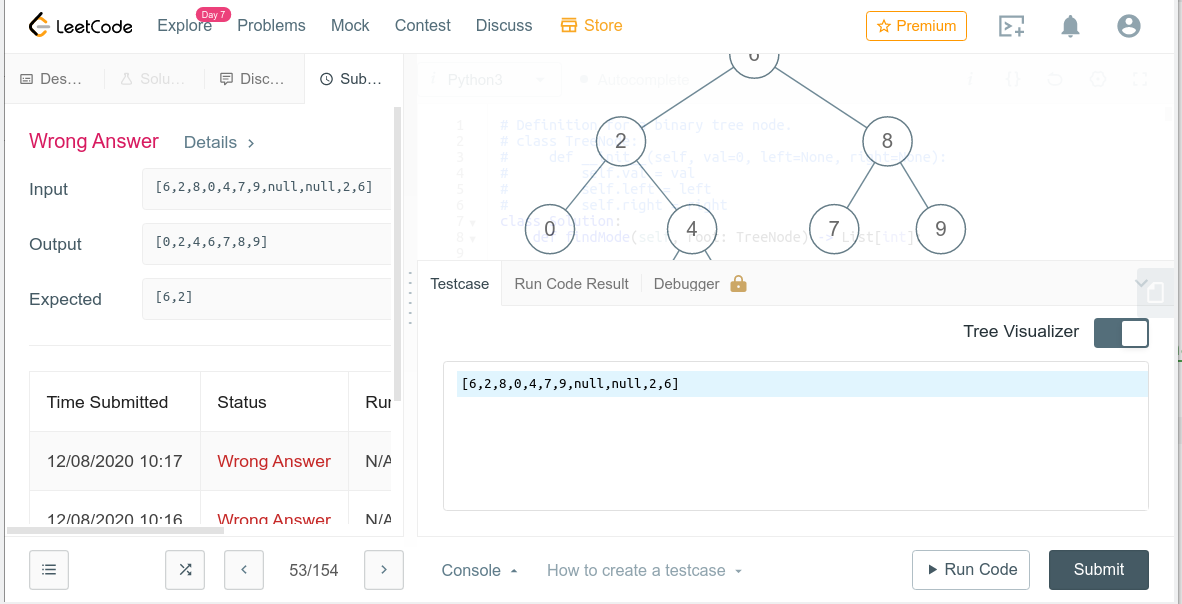 LeetCode
Explore
Day 7
Problems
Mock
Contest
Discuss
Store
Premium
Des...
Solu...
Disc...
Sub...
Wrong Answer
Details
Input
[6,2,8,0,4,7,9,null,null,2,6]
Output
[0,2,4,6,7,8,9]
Expected
[6,2]
Time Submitted Status
12/08/2020 10:17 Wrong Answer N/A
12/08/2020 10:16 Wrong Answer N/A
53/154
Python3
Autocomplete
i {}
1 # Definition for a binary tree node.
2 # class TreeNode:
3 # def __init__(self, val=0, left=None, right=None):
4 # self.val = val
5 # self.left = left
6 # self.right = right
7 class Solution:
8 def findMode(self, root: TreeNode) -> List[int]:
9
6
2
8
0
4
7
9
Testcase
Run Code Result
Debugger
Tree Visualizer
[6,2,8,0,4,7,9,null,null,2,6]
Console
How to create a testcase
Run Code
Submit